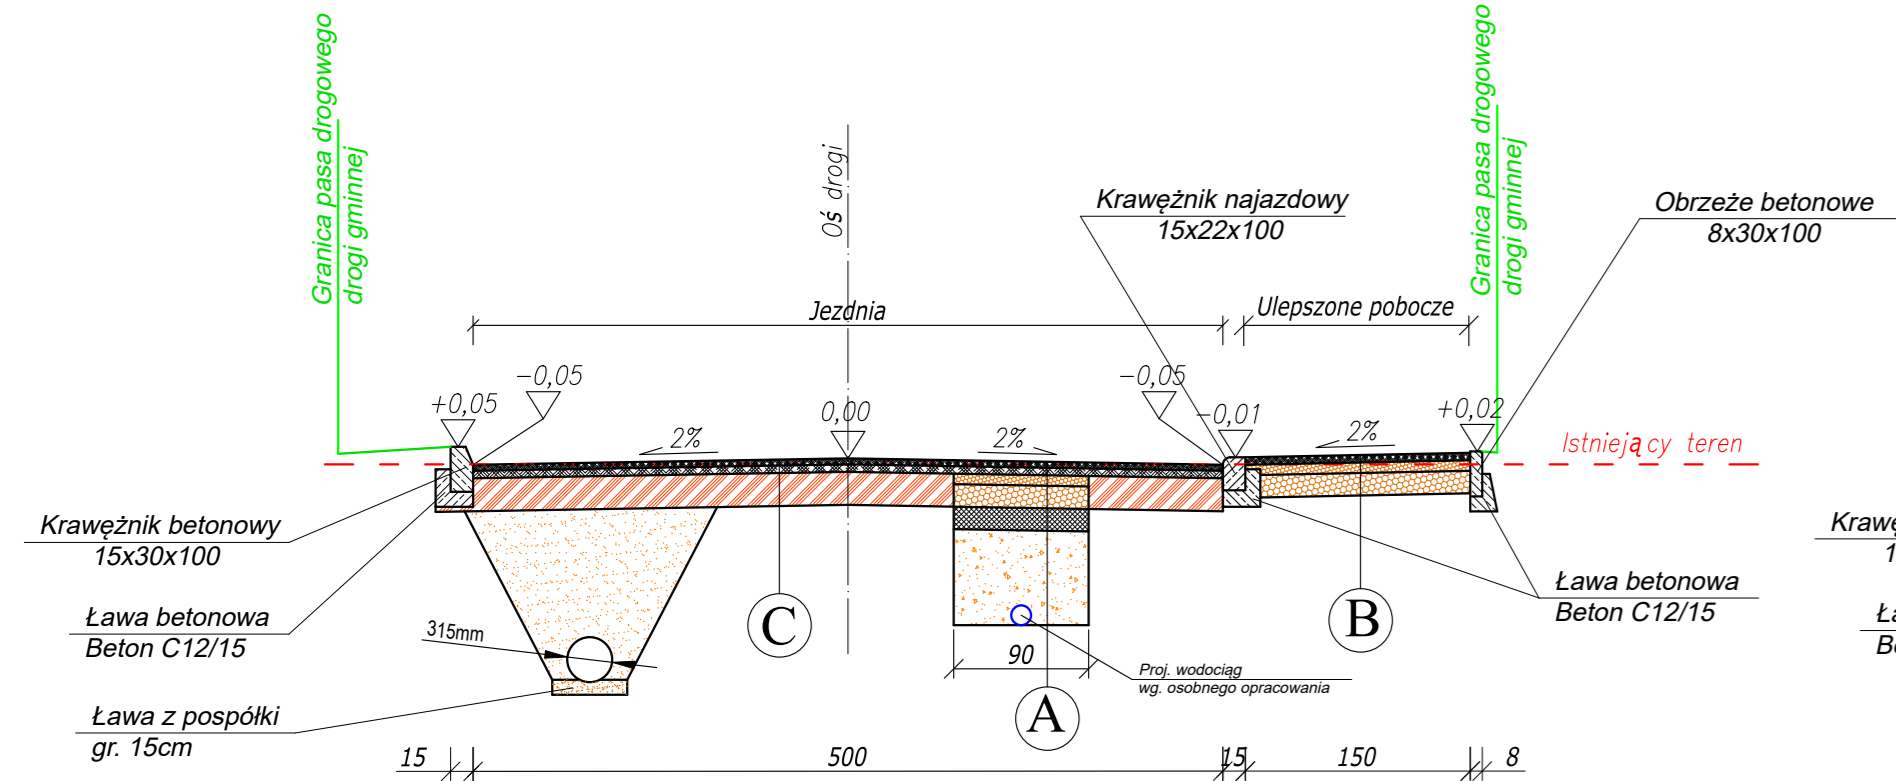 Granica pasa drogowego
drogi gminnej
Oś drogi
Granica pasa drogowego
drogi gminnej
Krawężnik najazdowy
15x22x100
Obrzeże betonowe
8x30x100
Jezdnia
Ulepszone pobocze
-0,05
+0,05
0,00
-0,05
-0,01
+0,02
2%
2%
2%
Istniejący teren
Krawężnik betonowy
15x30x100
Ława betonowa
Beton C12/15
315mm
Ława z pospółki
gr. 15cm
C
B
A
90
Proj. wodociąg
wg. osobnego opracowania
Ława betonowa
Beton C12/15
15
500
15
150
8